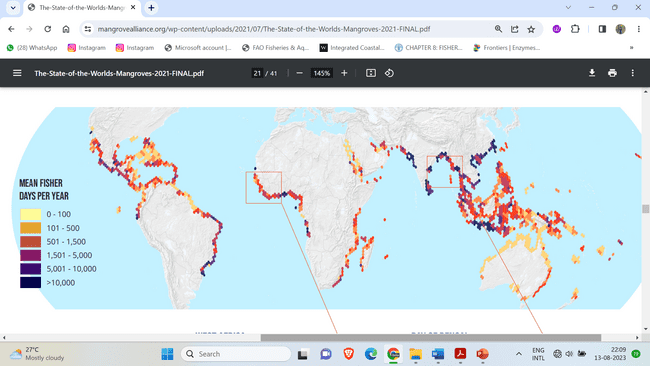 The-State-of-the-Worlds-Mangro
mangrovealliance.org/wp-content/uploads/2021/07/The-State-of-the-Worlds-Mangroves-2021-FINAL.pdf
(28) WhatsApp
Instagram
Instagram
Microsoft account |...
FAO Fisheries & Aq...
Integrated Coastal...
CHAPTER 8: FISHER...
Frontiers | Enzymes...
The-State-of-the-Worlds-Mangroves-2021-FINAL.pdf
21 / 41
145%
MEAN FISHER
DAYS PER YEAR
0 - 100
101 - 500
501 - 1,500
1,501 - 5,000
5,001 - 10,000
>10,000
27°C
Mostly cloudy
Search
ENG
INTL
22:09
13-08-2023